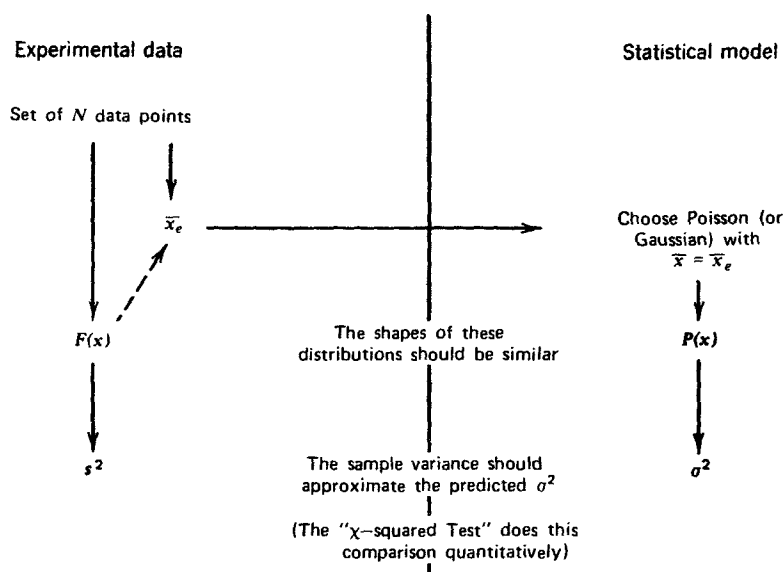 Experimental data
Statistical model
Set of N data points
x̄ₑ
Choose Poisson (or
Gaussian) with
x̄ = x̄ₑ
F(x)
The shapes of these
distributions should be similar
P(x)
s²
The sample variance should
approximate the predicted σ²
σ²
(The “χ–squared Test” does this
comparison quantitatively)